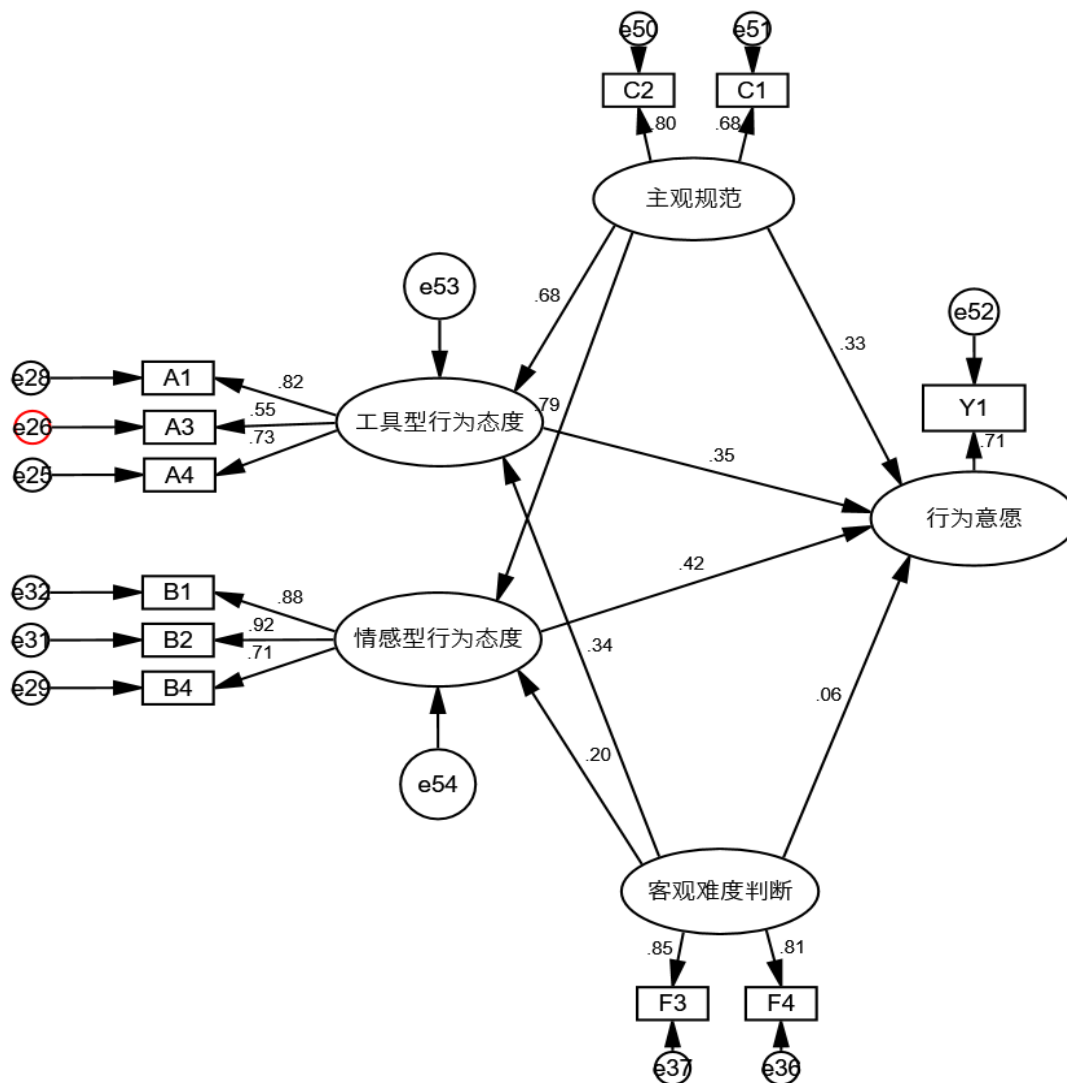 e50
e51
C2
C1
.80
.68
主观规范
e53
.68
e52
.33
e28
A1
.82
.79
Y1
e26
A3
.55
工具型行为态度
.71
.73
e25
A4
.35
行为意愿
.42
e32
B1
.88
e31
B2
.92
情感型行为态度
.34
.71
e29
B4
.06
.20
e54
客观难度判断
.85
.81
F3
F4
e37
e36